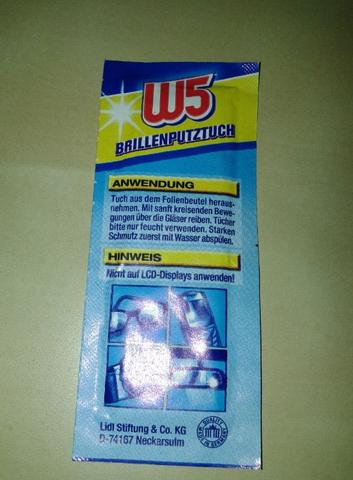 W5
BRILLENPUTZTUCH
ANWENDUNG
Tuch aus dem Folienbeutel heraus-
nehmen. Mit sanft kreisenden Bewe-
gungen über die Gläser reiben. Tücher
bitte nur feucht verwenden. Starken
Schmutz zuerst mit Wasser abspülen.
HINWEIS
Nicht auf LCD-Displays anwenden!
Lidl Stiftung & Co. KG
D-74167 Neckarsulm
QUALITY